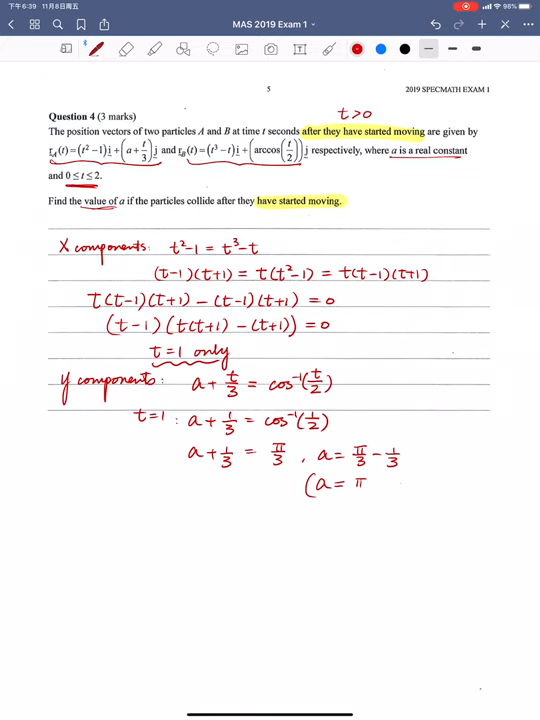 下午 6:39 11月8日周五 98%
MAS 2019 Exam 1
5 2019 SPECMATH EXAM 1
t>0
Question 4 (3 marks)
The position vectors of two particles A and B at time t seconds after they have started moving are given by
r_A(t)=(t²−1)i+(a+t/3)j and r_B(t)=(t³−t)i+(arccos(t/2))j respectively, where a is a real constant
and 0≤t≤2.
Find the value of a if the particles collide after they have started moving.
X components: t²-1 = t³-t
(t-1)(t+1) = t(t²-1) = t(t-1)(t+1)
t(t-1)(t+1) - (t-1)(t+1) = 0
(t-1)(t(t+1) - (t+1)) = 0
t=1 only
y components: a + t/3 = cos⁻¹(t/2)
t=1: a + 1/3 = cos⁻¹(1/2)
a + 1/3 = π/3, a = π/3 - 1/3
(a = π